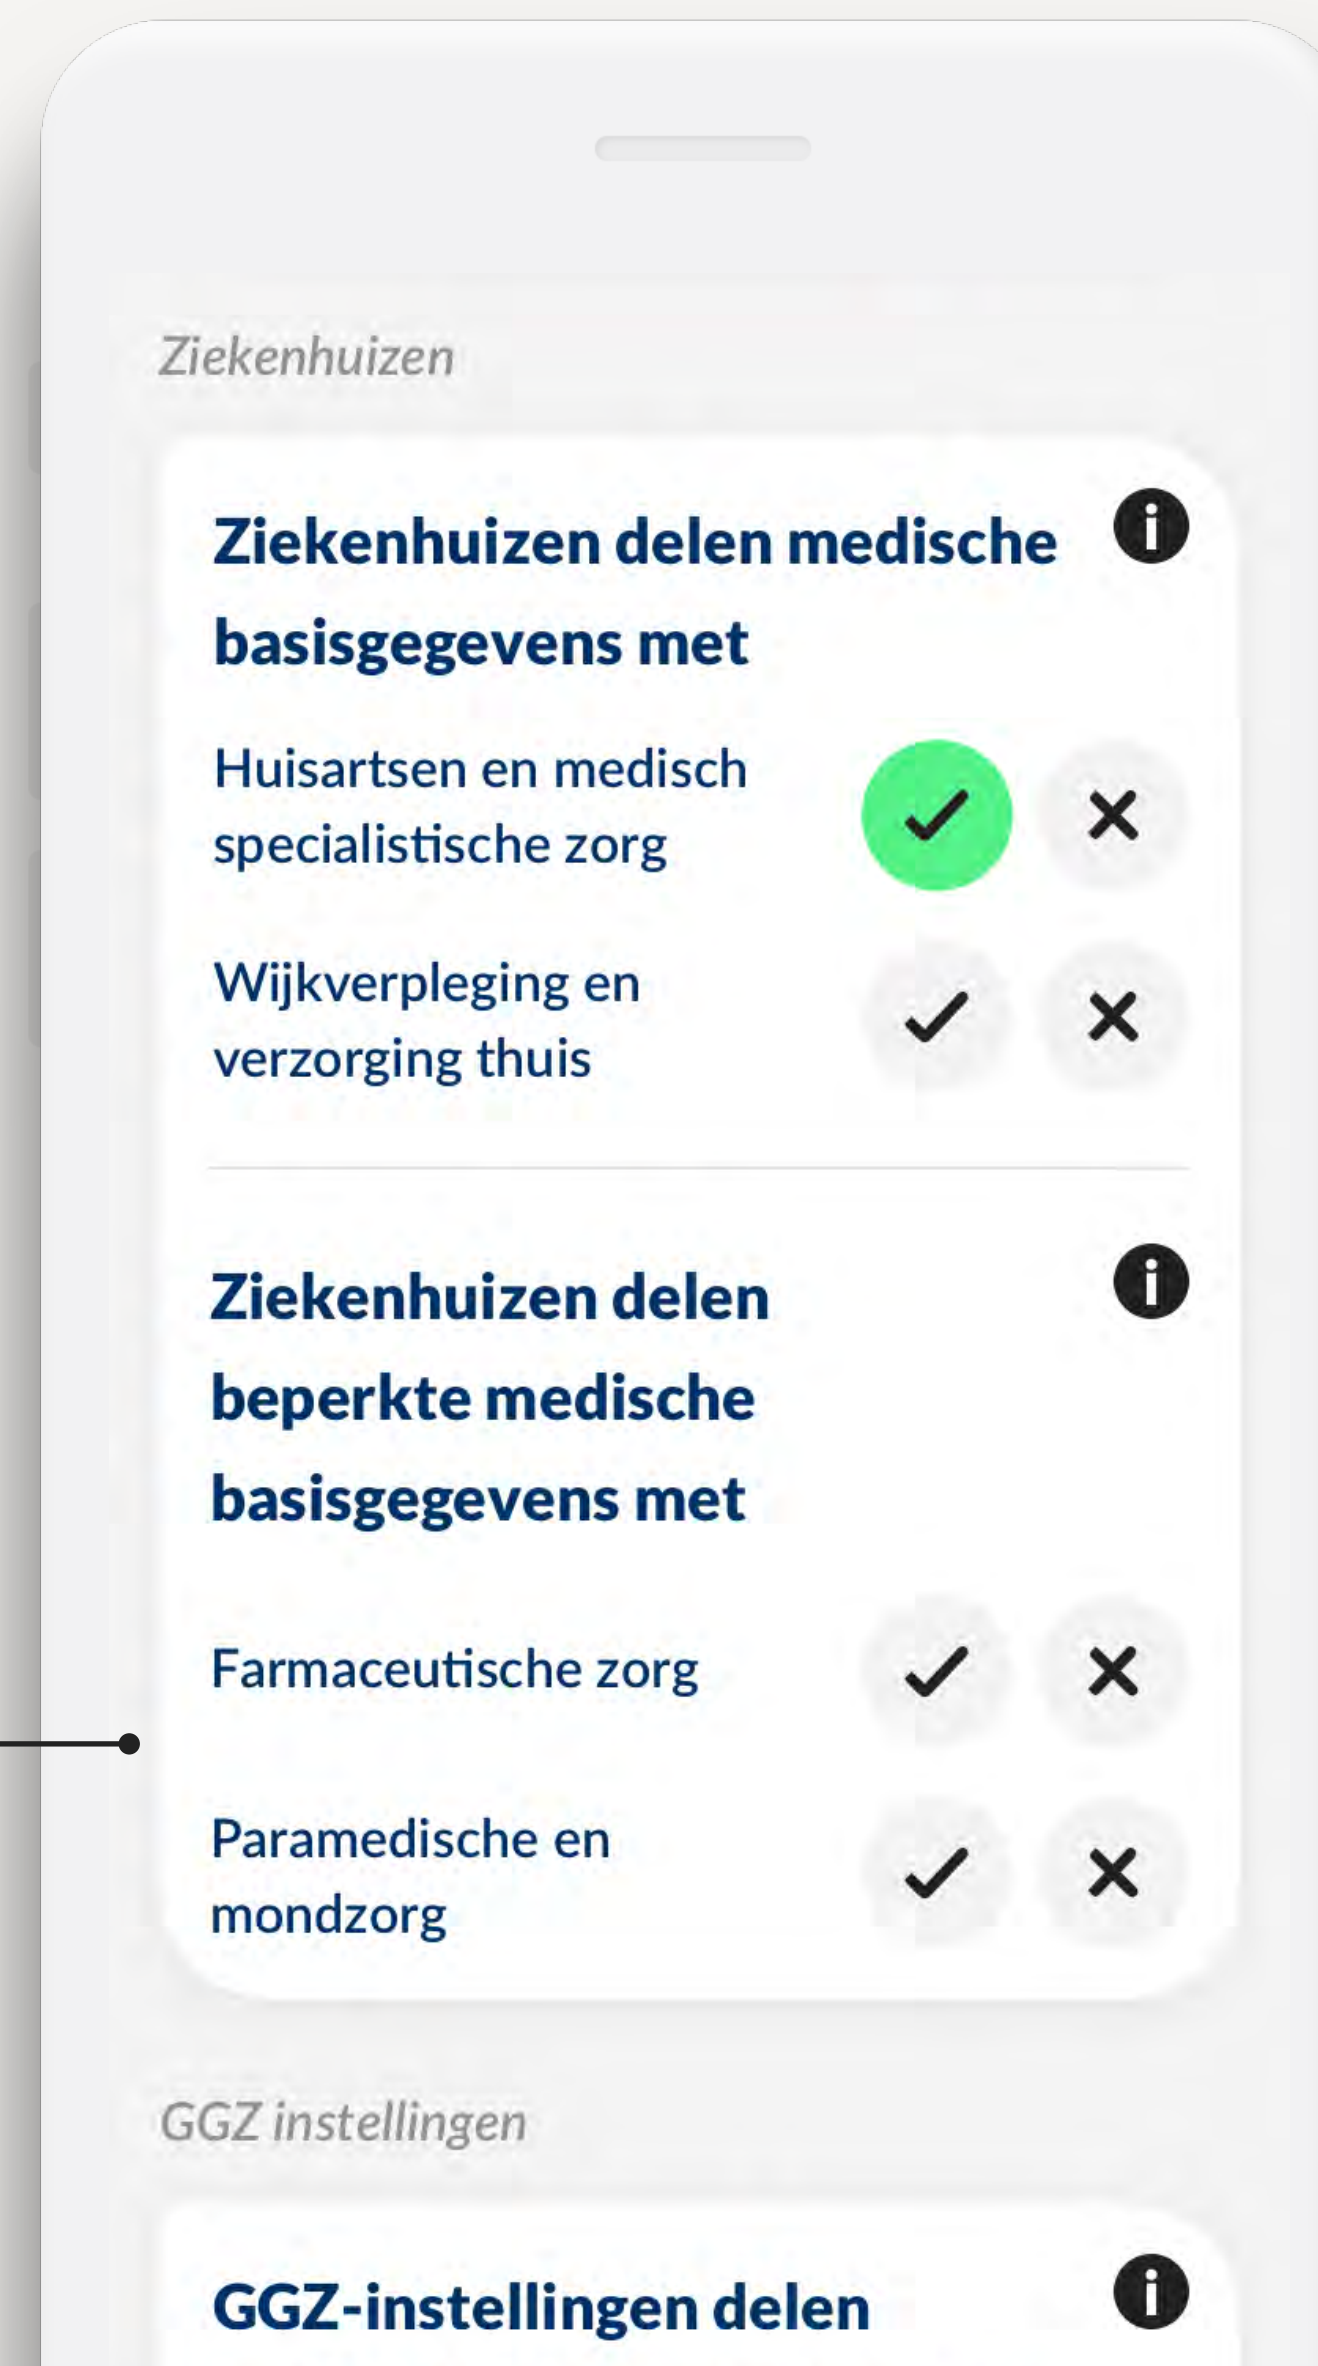 Ziekenhuizen
Ziekenhuizen delen medische
basisgegevens met
Huisartsen en medisch
specialistische zorg
Wijkverpleging en
verzorging thuis
Ziekenhuizen delen
beperkte medische
basisgegevens met
Farmaceutische zorg
Paramedische en
mondzorg
GGZ instellingen
GGZ-instellingen delen